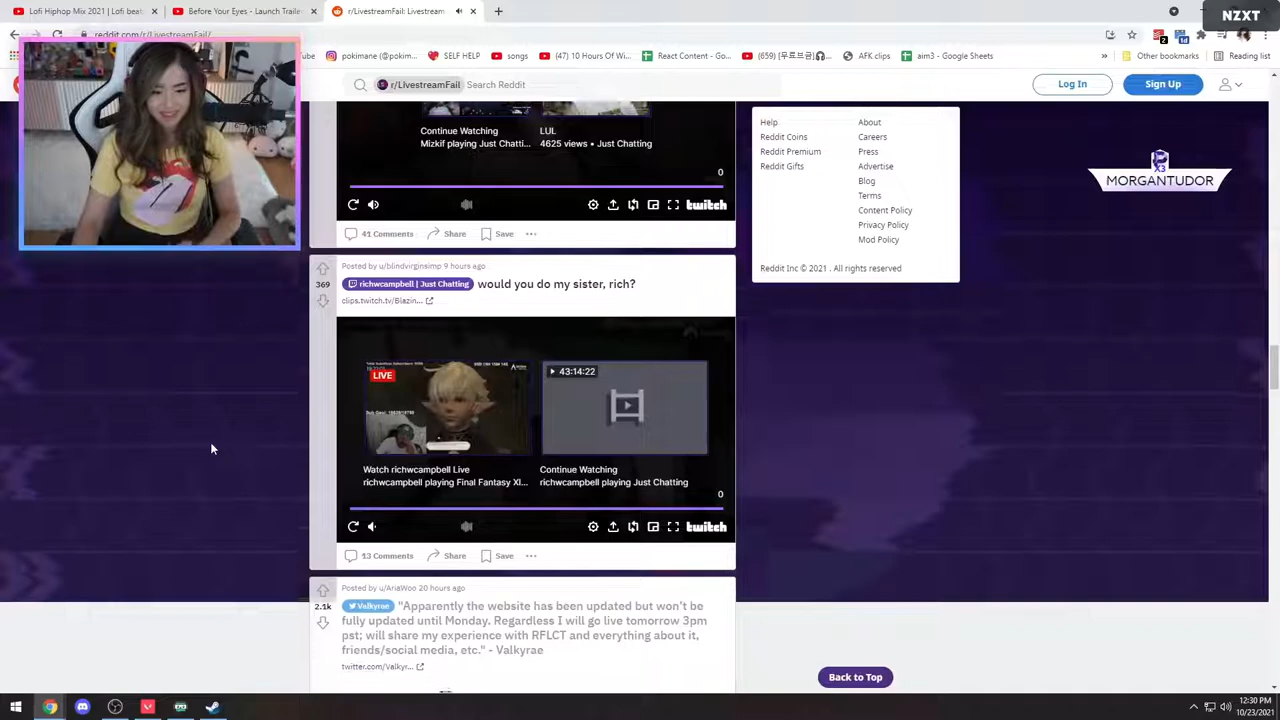 Lofi Hiphop Mix 2021 | Lofi beat
Before Your Eyes - Launch Trailer
r/LivestreamFail: Livestream
NZXT
reddit.com/r/LivestreamFail/
pokimane (@pokim...
SELF HELP
songs
(47) 10 Hours Of Wi...
React Content - Go...
AFK clips
aim3 - Google Sheets
»
Other bookmarks
Reading list
r/LivestreamFail
Search Reddit
Log In
Sign Up
Continue Watching
Mizkif playing Just Chatti...
LUL
4625 views • Just Chatting
0
twitch
41 Comments
Share
Save
Help
Reddit Coins
Reddit Premium
Reddit Gifts
About
Careers
Press
Advertise
Blog
Terms
Content Policy
Privacy Policy
Mod Policy
Reddit Inc © 2021 . All rights reserved
X3
MORGANTUDOR
Posted by u/blindvirginsimp 9 hours ago
369
richwcampbell | Just Chatting would you do my sister, rich?
clips.twitch.tv/Blazin...
LIVE
43:14:22
Watch richwcampbell Live
richwcampbell playing Final Fantasy XI...
Continue Watching
richwcampbell playing Just Chatting
0
twitch
13 Comments
Share
Save
Posted by u/AriaWoo 20 hours ago
2.1k
Valkyrae "Apparently the website has been updated but won't be
fully updated until Monday. Regardless I will go live tomorrow 3pm
pst; will share my experience with RFLCT and everything about it,
friends/social media, etc." - Valkyrae
twitter.com/Valkyr...
Back to Top
12:30 PM
10/23/2021